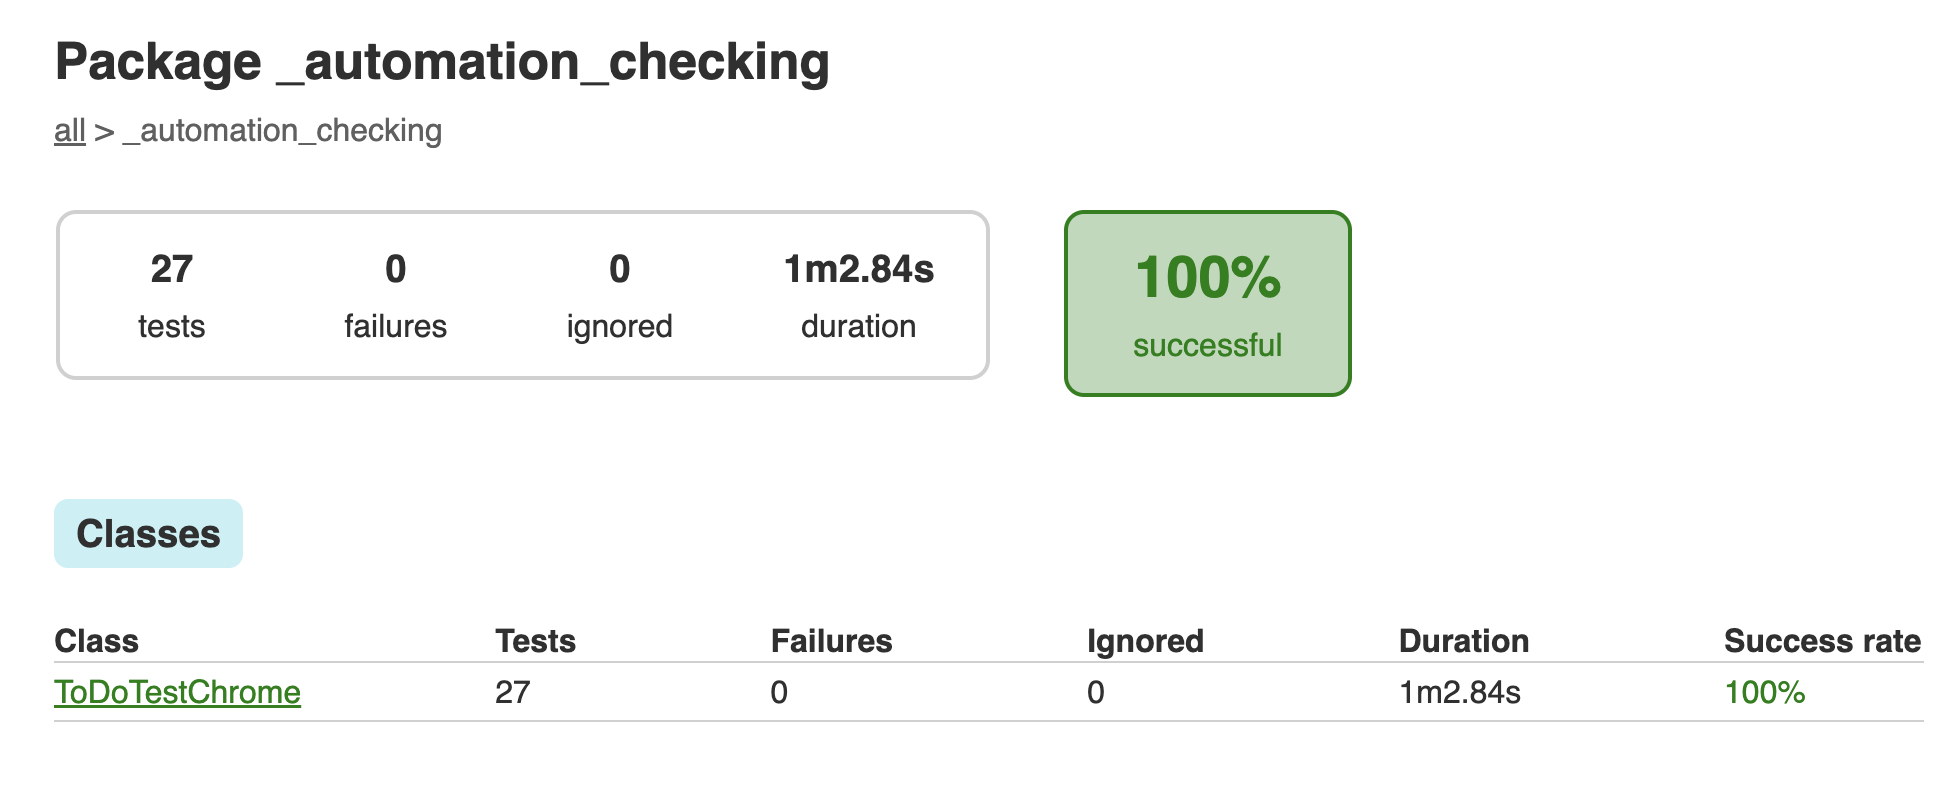 Package _automation_checking
all > _automation_checking
27 0 0 1m2.84s
tests failures ignored duration
100%
successful
Classes
Class Tests Failures Ignored Duration Success rate
ToDoTestChrome 27 0 0 1m2.84s 100%